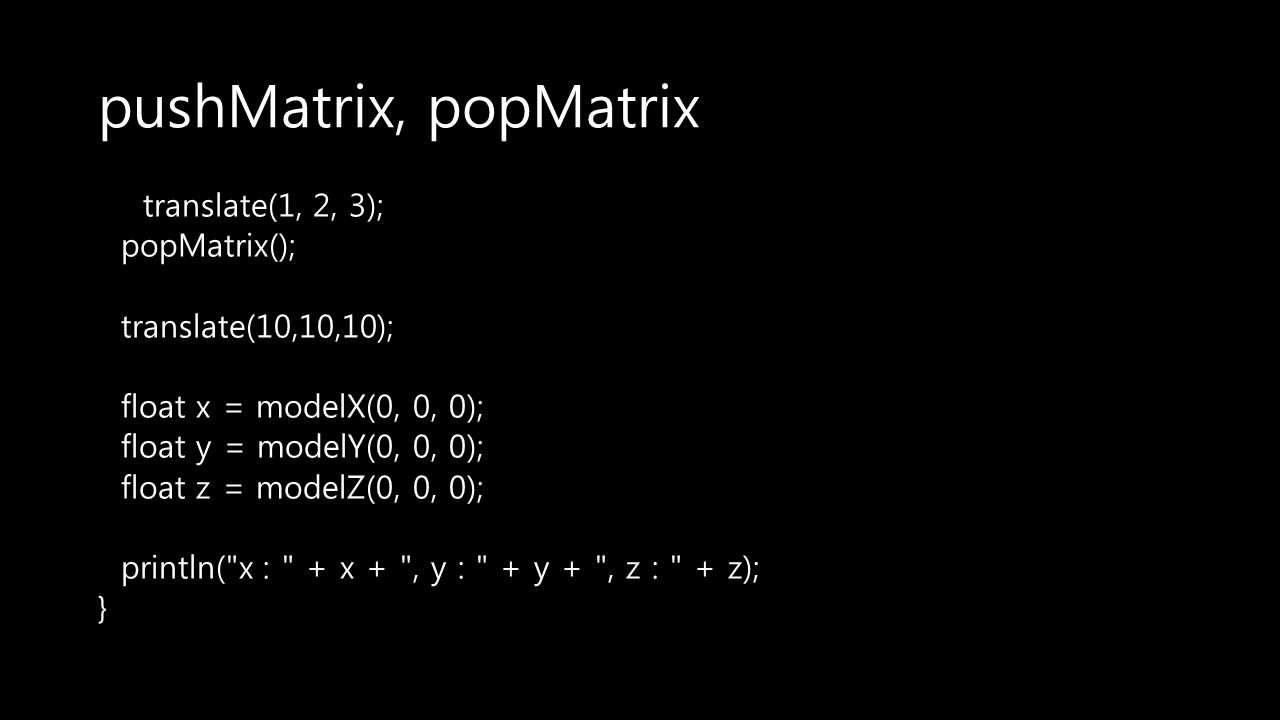 pushMatrix, popMatrix
translate(1, 2, 3);
popMatrix();
translate(10,10,10);
float x = modelX(0, 0, 0);
float y = modelY(0, 0, 0);
float z = modelZ(0, 0, 0);
println("x : " + x + ", y : " + y + ", z : " + z);
}